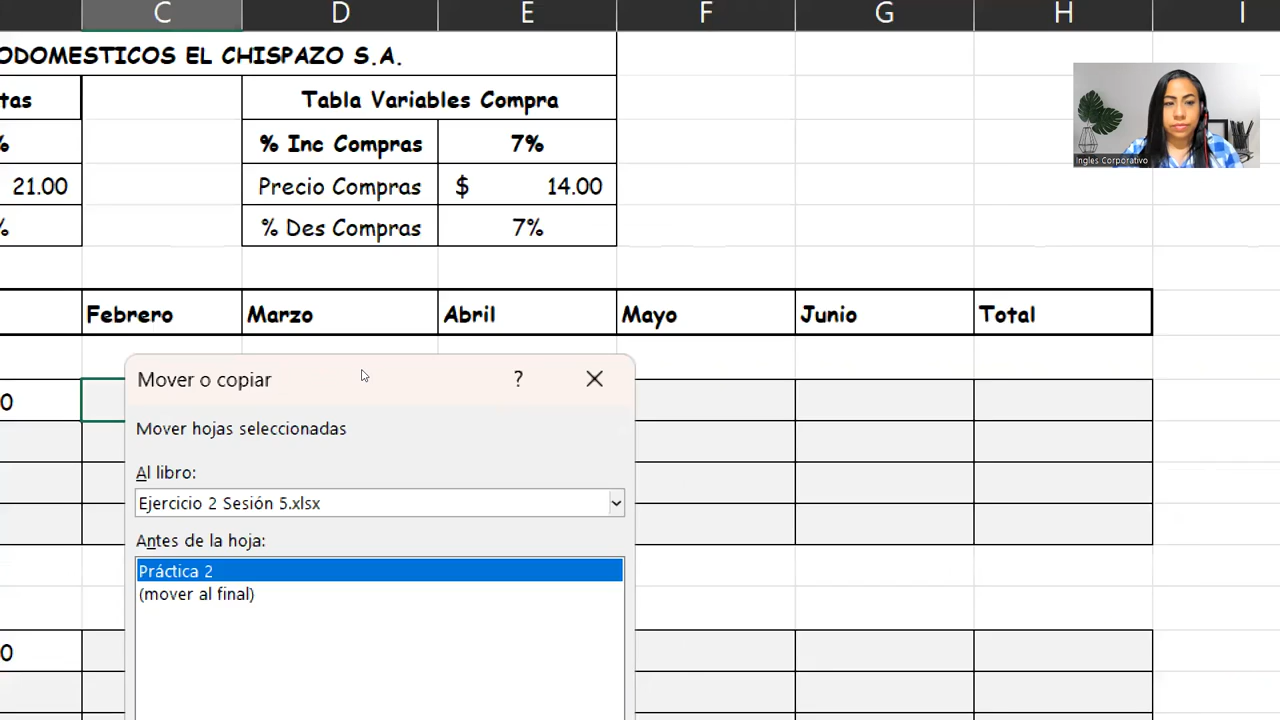 C D E F G H I
ODOMESTICOS EL CHISPAZO S.A.
tas Tabla Variables Compra
% % Inc Compras 7%
21.00 Precio Compras $ 14.00
% % Des Compras 7%
Ingles Corporativo
Febrero Marzo Abril Mayo Junio Total
Mover o copiar ? 
0
Mover hojas seleccionadas
Al libro:
Ejercicio 2 Sesión 5.xlsx
Antes de la hoja:
Práctica 2
(mover al final)
0